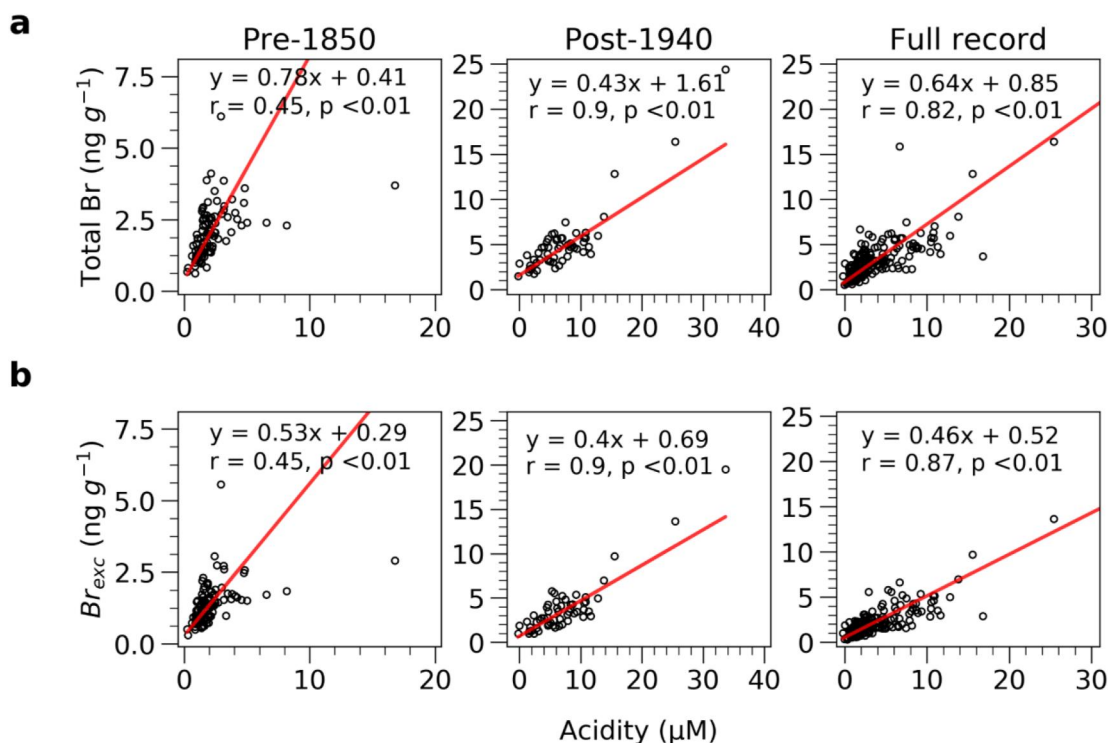 a
Pre-1850 Post-1940 Full record
Total Br (ng g⁻¹)
y = 0.78x + 0.41
r = 0.45, p <0.01
7.5
5.0
2.5
0.0
0 10 20
y = 0.43x + 1.61
r = 0.9, p <0.01
25
20
15
10
5
0
0 10 20 30 40
y = 0.64x + 0.85
r = 0.82, p <0.01
25
20
15
10
5
0
0 10 20 30
b
Br_exc (ng g⁻¹)
y = 0.53x + 0.29
r = 0.45, p <0.01
7.5
5.0
2.5
0.0
0 10 20
y = 0.4x + 0.69
r = 0.9, p <0.01
25
20
15
10
5
0
0 10 20 30 40
y = 0.46x + 0.52
r = 0.87, p <0.01
25
20
15
10
5
0
0 10 20 30
Acidity (μM)